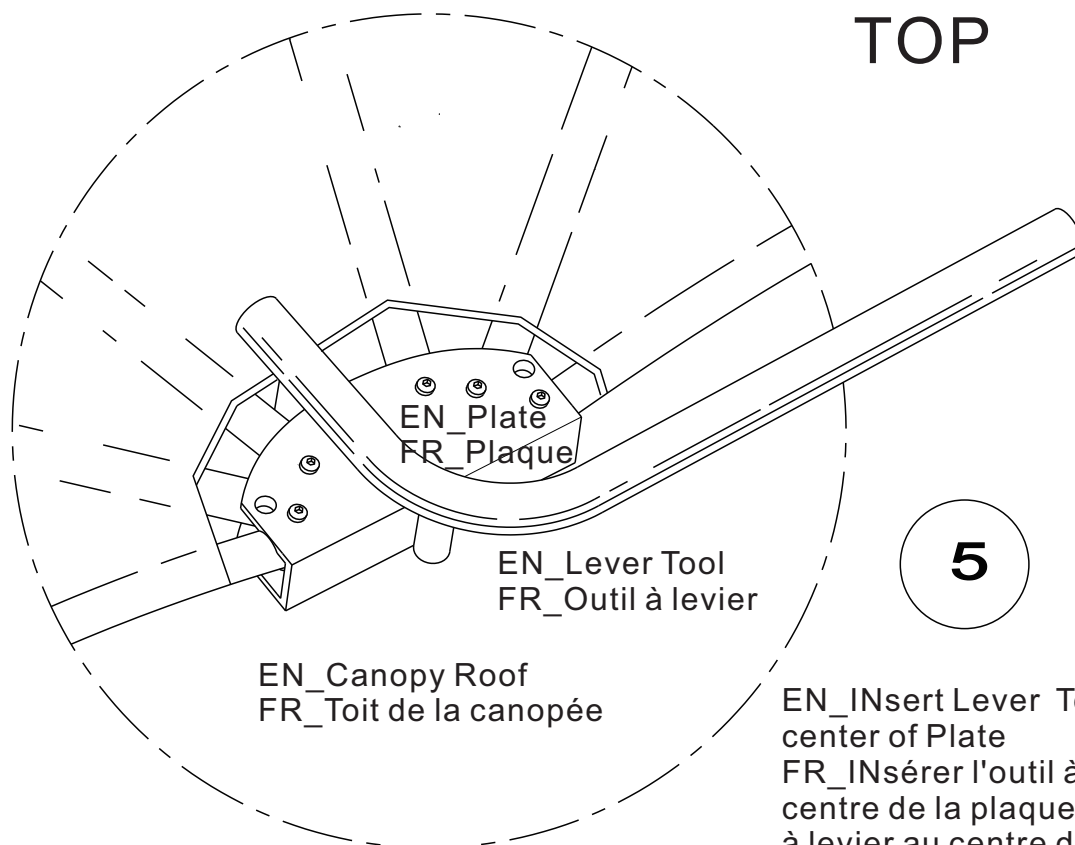 TOP
EN_Plate
FR_Plaque
EN_Lever Tool
FR_Outil à levier
5
EN_Canopy Roof
FR_Toit de la canopée
EN_INsert Lever
center of Plate
FR_INsérer l'outil à
centre de la plaque
à levier au centre